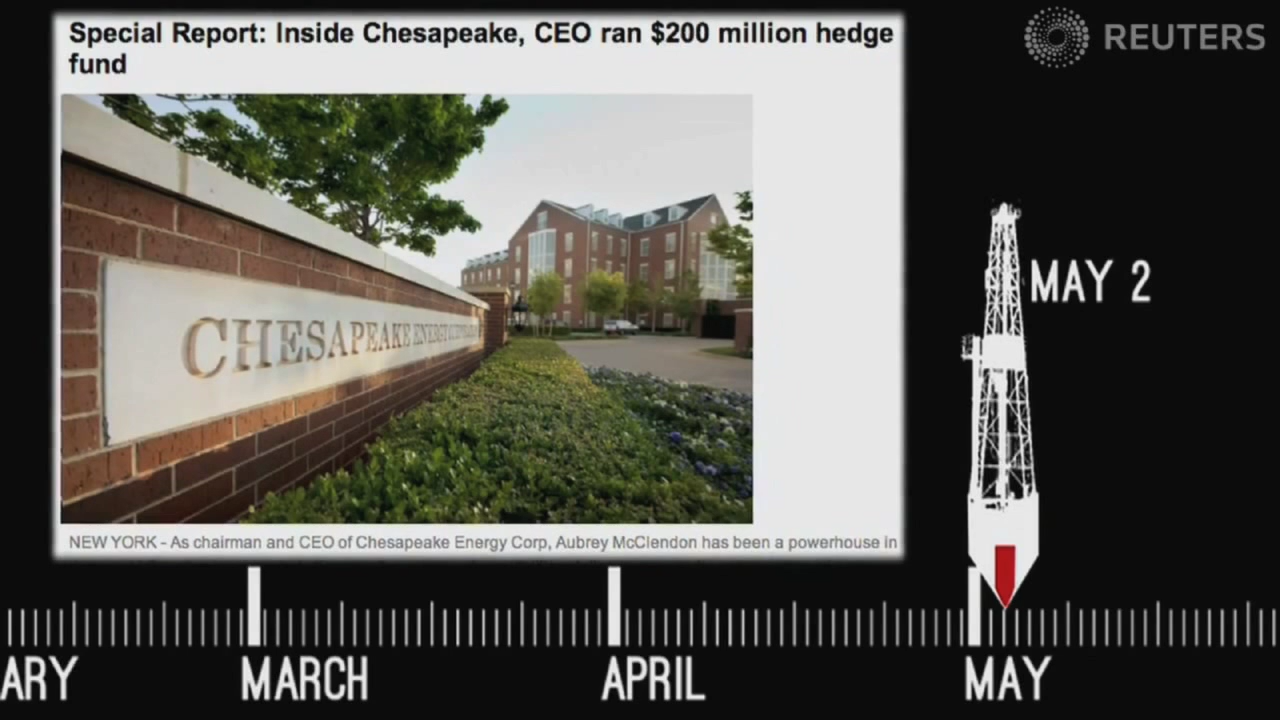 Special Report: Inside Chesapeake, CEO ran $200 million hedge
fund
REUTERS
CHESAPEAKE ENERGY
MAY 2
NEW YORK - As chairman and CEO of Chesapeake Energy Corp, Aubrey McClendon has been a powerhouse in
ARY
MARCH
APRIL
MAY